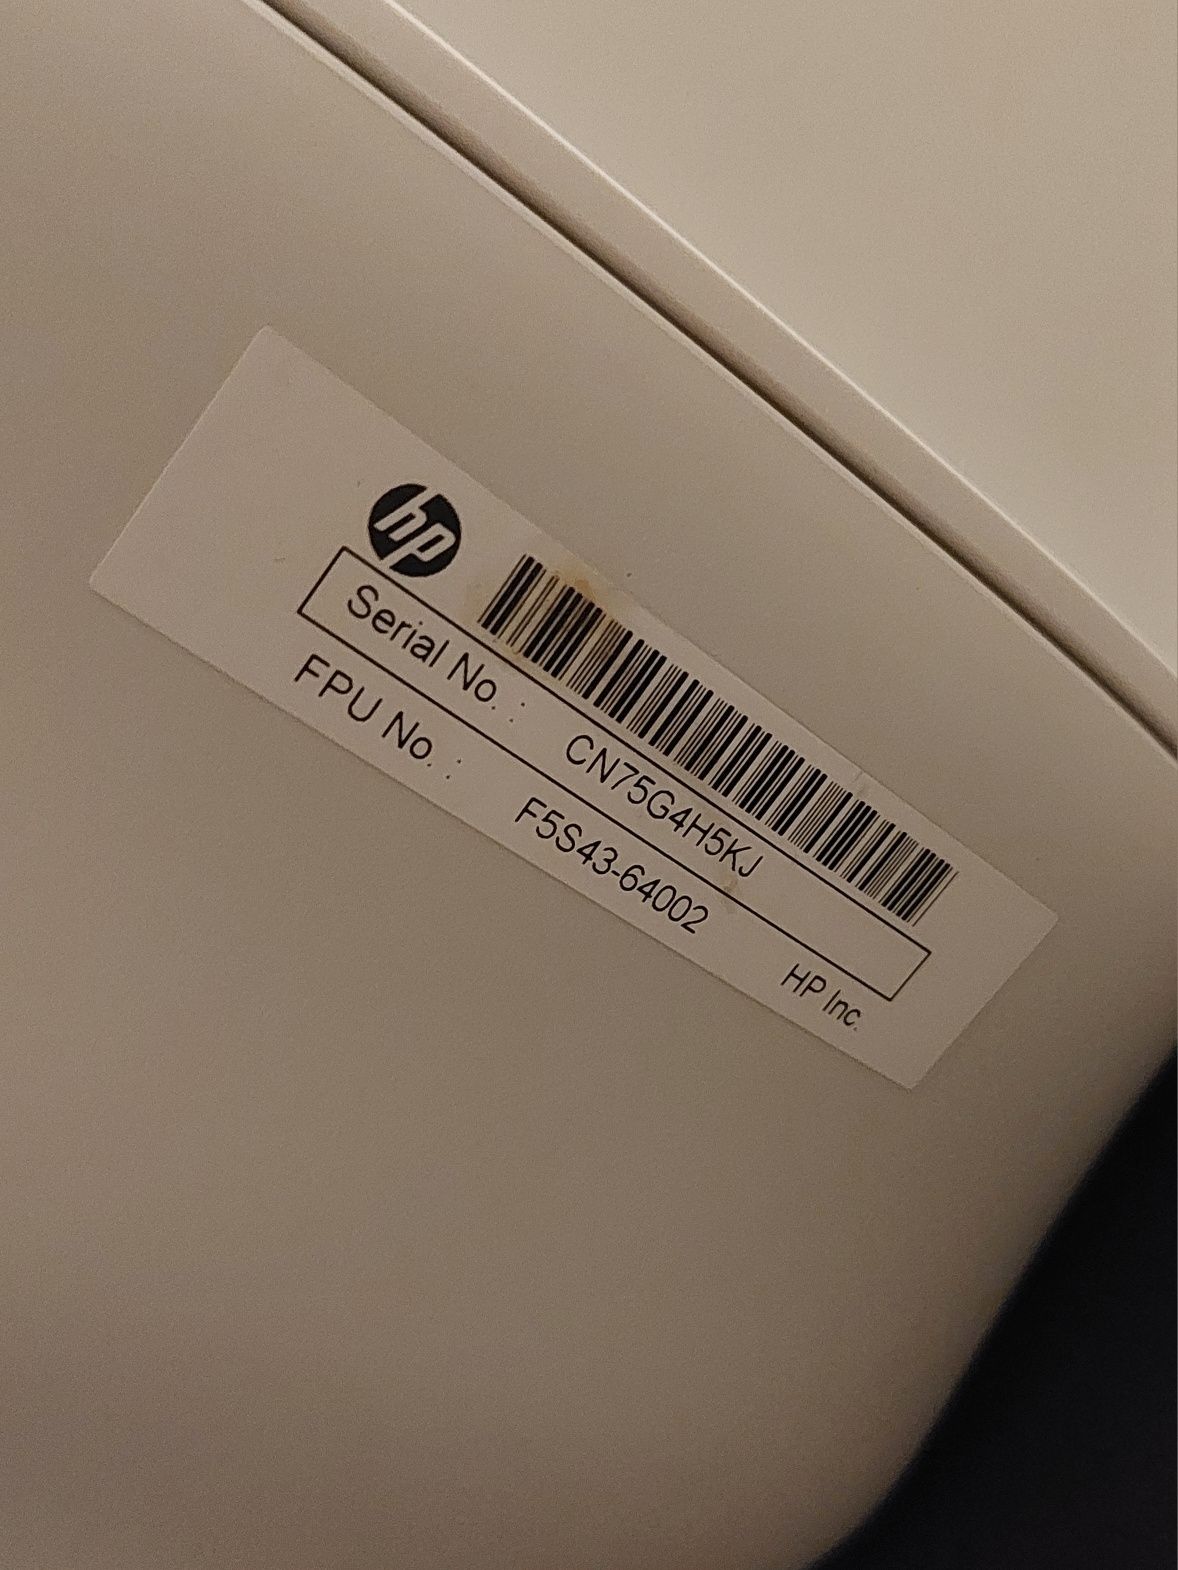 hp
Serial No. : CN75G4H5KJ
FPU No. : F5S43-64002
HP Inc.